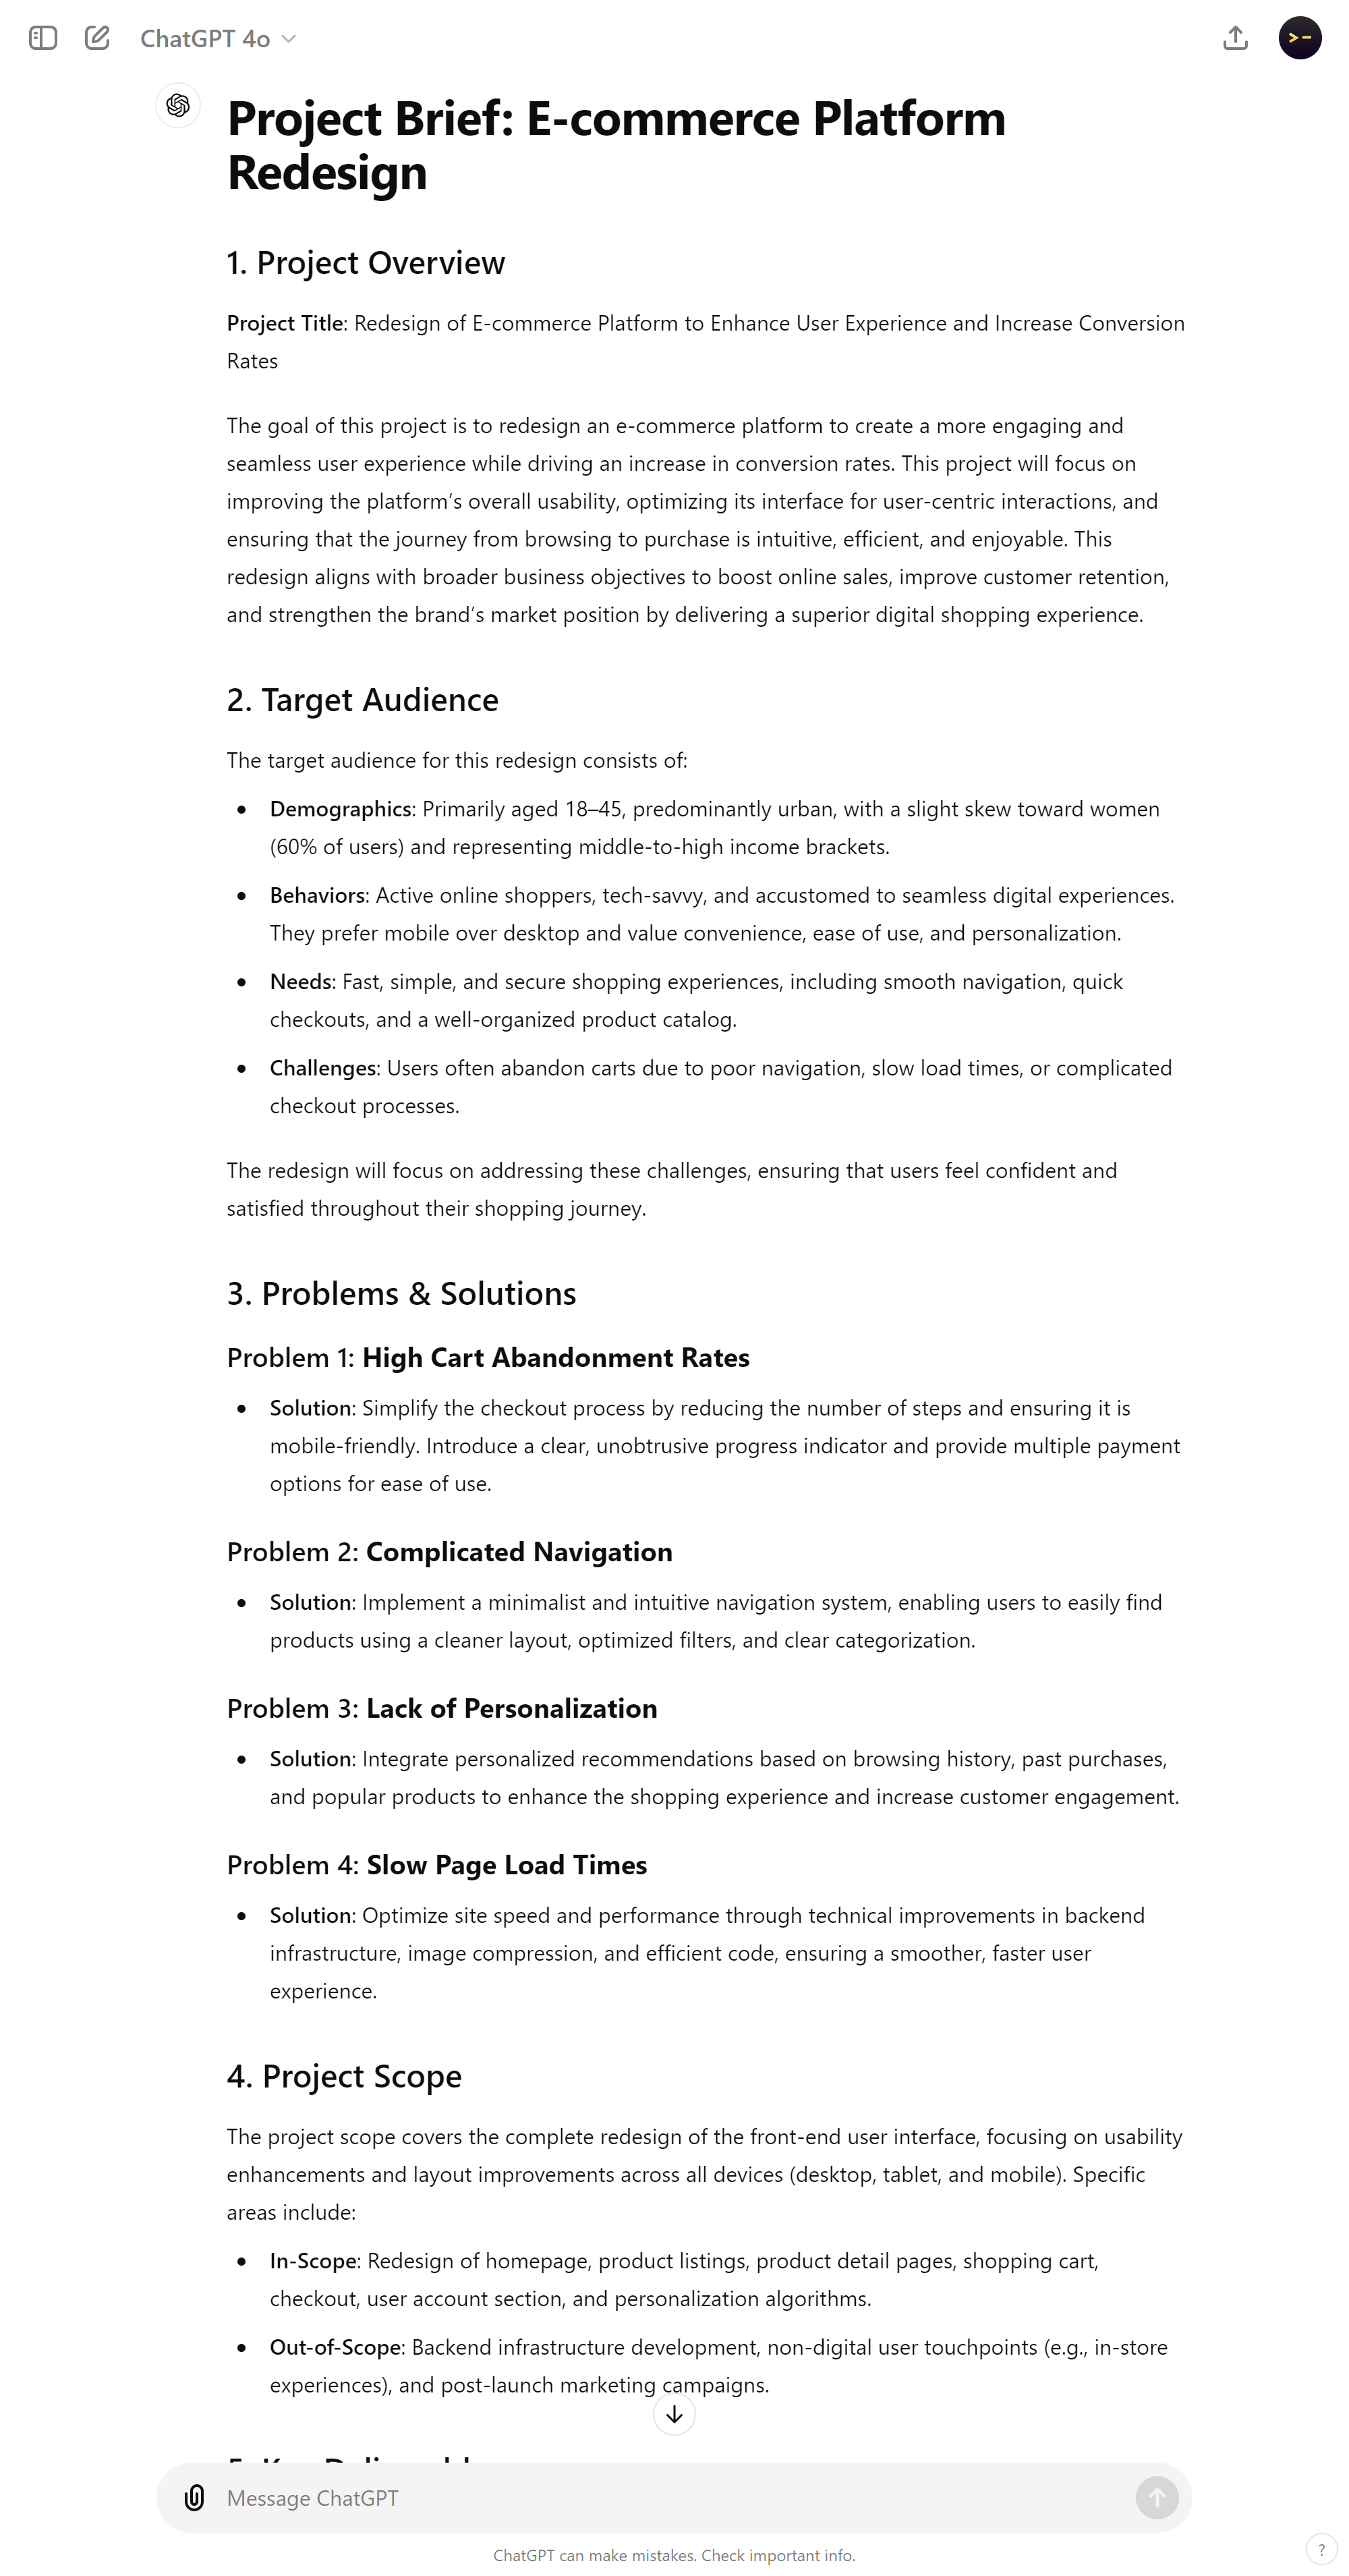 ChatGPT 4o
Project Brief: E-commerce Platform
Redesign
1. Project Overview
Project Title: Redesign of E-commerce Platform to Enhance User Experience and Increase Conversion
Rates
The goal of this project is to redesign an e-commerce platform to create a more engaging and
seamless user experience while driving an increase in conversion rates. This project will focus on
improving the platform’s overall usability, optimizing its interface for user-centric interactions, and
ensuring that the journey from browsing to purchase is intuitive, efficient, and enjoyable. This
redesign aligns with broader business objectives to boost online sales, improve customer retention,
and strengthen the brand’s market position by delivering a superior digital shopping experience.
2. Target Audience
The target audience for this redesign consists of:
• Demographics: Primarily aged 18–45, predominantly urban, with a slight skew toward women
(60% of users) and representing middle-to-high income brackets.
• Behaviors: Active online shoppers, tech-savvy, and accustomed to seamless digital experiences.
They prefer mobile over desktop and value convenience, ease of use, and personalization.
• Needs: Fast, simple, and secure shopping experiences, including smooth navigation, quick
checkouts, and a well-organized product catalog.
• Challenges: Users often abandon carts due to poor navigation, slow load times, or complicated
checkout processes.
The redesign will focus on addressing these challenges, ensuring that users feel confident and
satisfied throughout their shopping journey.
3. Problems & Solutions
Problem 1: High Cart Abandonment Rates
• Solution: Simplify the checkout process by reducing the number of steps and ensuring it is
mobile-friendly. Introduce a clear, unobtrusive progress indicator and provide multiple payment
options for ease of use.
Problem 2: Complicated Navigation
• Solution: Implement a minimalist and intuitive navigation system, enabling users to easily find
products using a cleaner layout, optimized filters, and clear categorization.
Problem 3: Lack of Personalization
• Solution: Integrate personalized recommendations based on browsing history, past purchases,
and popular products to enhance the shopping experience and increase customer engagement.
Problem 4: Slow Page Load Times
• Solution: Optimize site speed and performance through technical improvements in backend
infrastructure, image compression, and efficient code, ensuring a smoother, faster user
experience.
4. Project Scope
The project scope covers the complete redesign of the front-end user interface, focusing on usability
enhancements and layout improvements across all devices (desktop, tablet, and mobile). Specific
areas include:
• In-Scope: Redesign of homepage, product listings, product detail pages, shopping cart,
checkout, user account section, and personalization algorithms.
• Out-of-Scope: Backend infrastructure development, non-digital user touchpoints (e.g., in-store
experiences), and post-launch marketing campaigns.
Message ChatGPT
ChatGPT can make mistakes. Check important info.
?